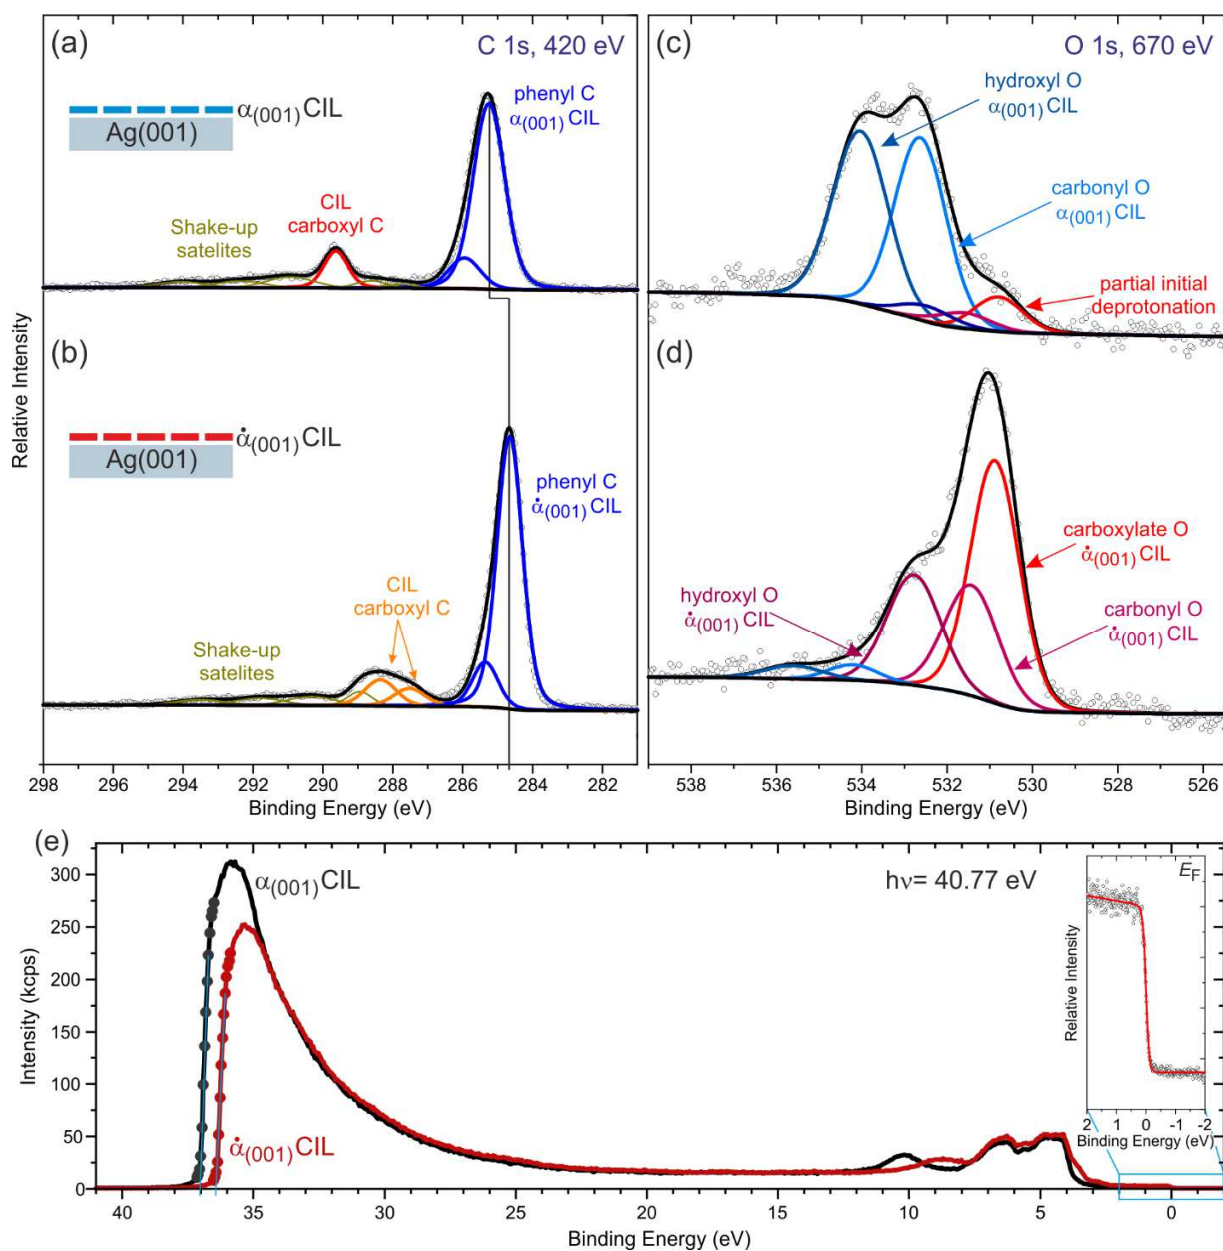 (a)
C 1s, 420 eV
α(001)CIL
Ag(001)
phenyl C
α(001)CIL
CIL
carboxyl C
Shake-up
satelites
(b)
α̇(001)CIL
Ag(001)
phenyl C
α̇(001)CIL
CIL
carboxyl C
Shake-up
satelites
Relative Intensity
298 296 294 292 290 288 286 284 282
Binding Energy (eV)
(c)
O 1s, 670 eV
hydroxyl O
α(001)CIL
carbonyl O
α(001)CIL
partial initial
deprotonation
(d)
carboxylate O
α̇(001)CIL
hydroxyl O
α̇(001)CIL
carbonyl O
α̇(001)CIL
538 536 534 532 530 528 526
Binding Energy (eV)
(e)
α(001)CIL
hν= 40.77 eV
α̇(001)CIL
Intensity (kcps)
300
250
200
150
100
50
0
40 35 30 25 20 15 10 5 0
Binding Energy (eV)
EF
Relative Intensity
2 1 0 -1 -2
Binding Energy (eV)